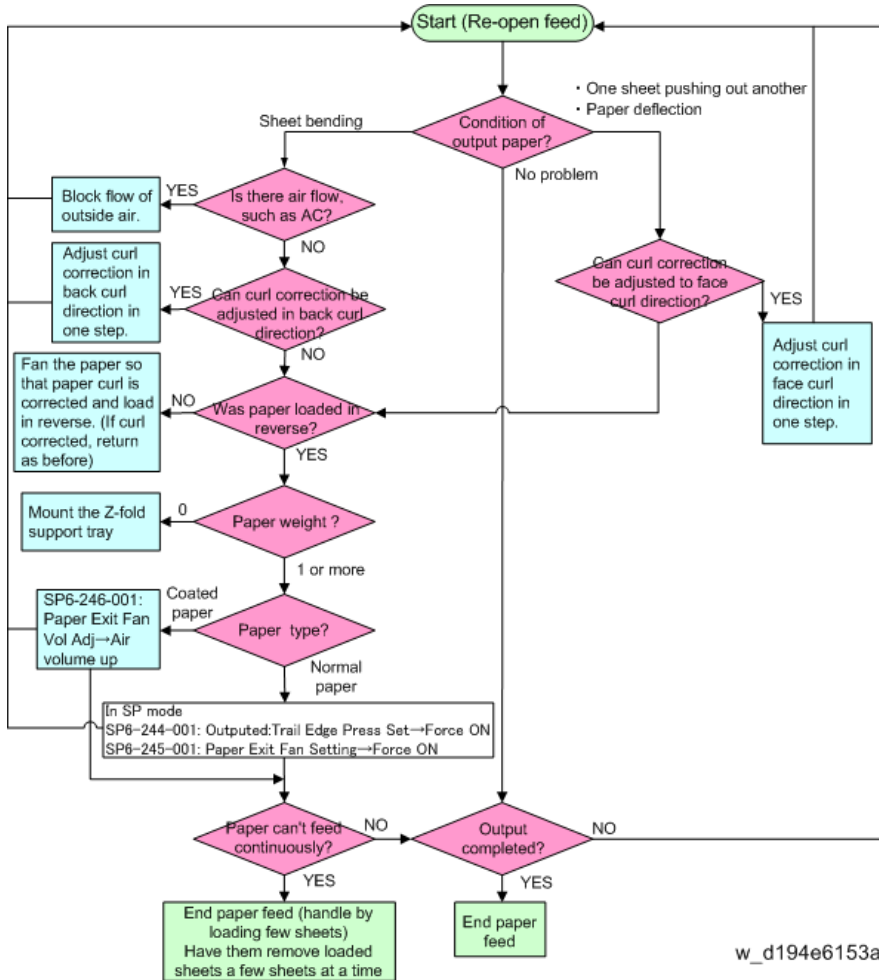 Start (Re-open feed)
・One sheet pushing out another
・Paper deflection
Condition of
output paper?
Sheet bending
No problem
Is there air flow,
such as AC?
YES
Block flow of
outside air.
NO
Can curl correction be
adjusted in back curl
direction?
YES
Adjust curl
correction in
back curl
direction in
one step.
NO
Can curl correction
be adjusted to face
curl direction?
YES
Adjust curl
correction in
face curl
direction in
one step.
Was paper loaded in
reverse?
NO
Fan the paper so
that paper curl is
corrected and load
in reverse. (If curl
corrected, return
as before)
YES
Paper weight ?
0
Mount the Z-fold
support tray
1 or more
Paper type?
Coated
paper
SP6-246-001:
Paper Exit Fan
Vol Adj→Air
volume up
Normal
paper
In SP mode
SP6-244-001: Outputed:Trail Edge Press Set→Force ON
SP6-245-001: Paper Exit Fan Setting→Force ON
Paper can't feed
continuously?
NO
YES
End paper feed (handle by
loading few sheets)
Have them remove loaded
sheets a few sheets at a time
Output
completed?
NO
YES
End paper
feed
w_d194e6153a